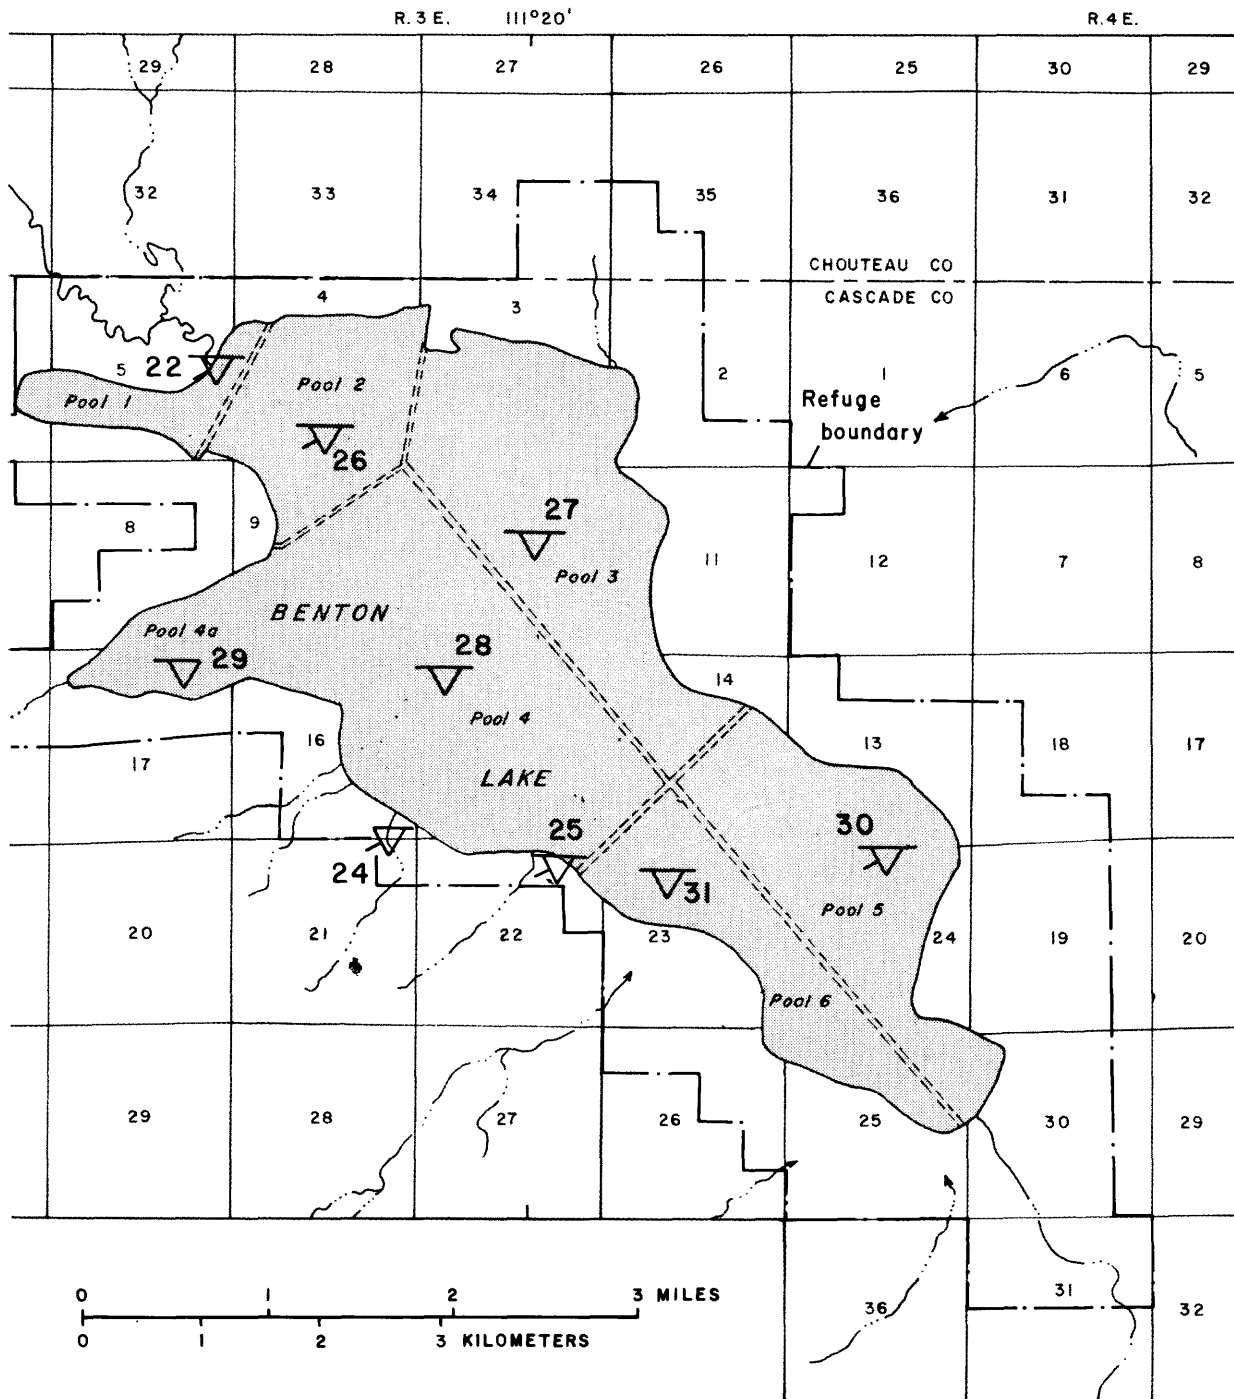 R. 3 E. 111°20' R. 4 E.
29 28 27 26 25 30 29
32 33 34 35 36 31 32
CHOUTEAU CO
CASCADE CO
4 3
5 22 2 1 6 5
Pool 1 Pool 2
Refuge
boundary
26
8 9 27 11 12 7 8
Pool 3
BENTON
Pool 4a
29 28 14
Pool 4
17 16 13 18 17
LAKE
24 25 31 30
Pool 5
20 21 22 23 24 19 20
Pool 6
29 28 27 26 25 30 29
36 31 32
0 1 2 3 MILES
0 1 2 3 KILOMETERS